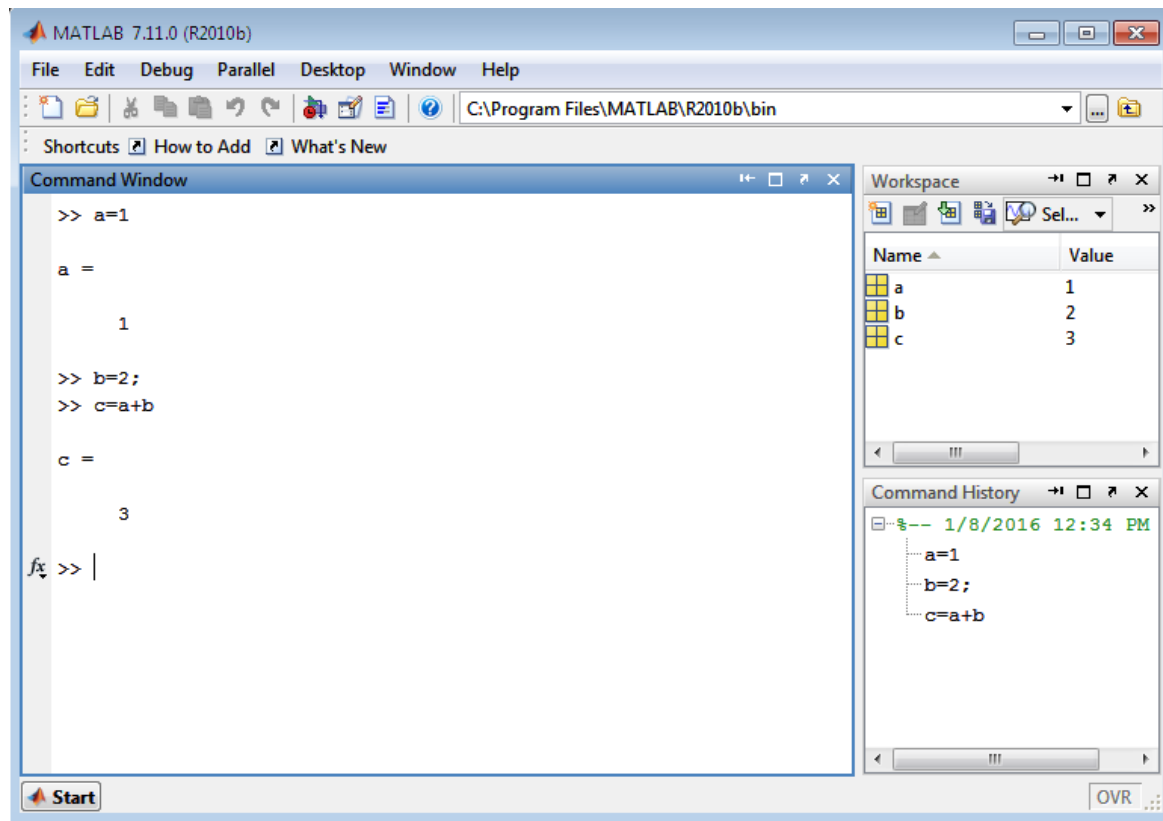 MATLAB 7.11.0 (R2010b)
File Edit Debug Parallel Desktop Window Help
C:\Program Files\MATLAB\R2010b\bin
...
Shortcuts How to Add What's New
Command Window
>> a=1
a =
1
>> b=2;
>> c=a+b
c =
3
fx >>
Workspace
Sel... »
Name Value
a 1
b 2
c 3
Command History
%-- 1/8/2016 12:34 PM
a=1
b=2;
c=a+b
Start
OVR